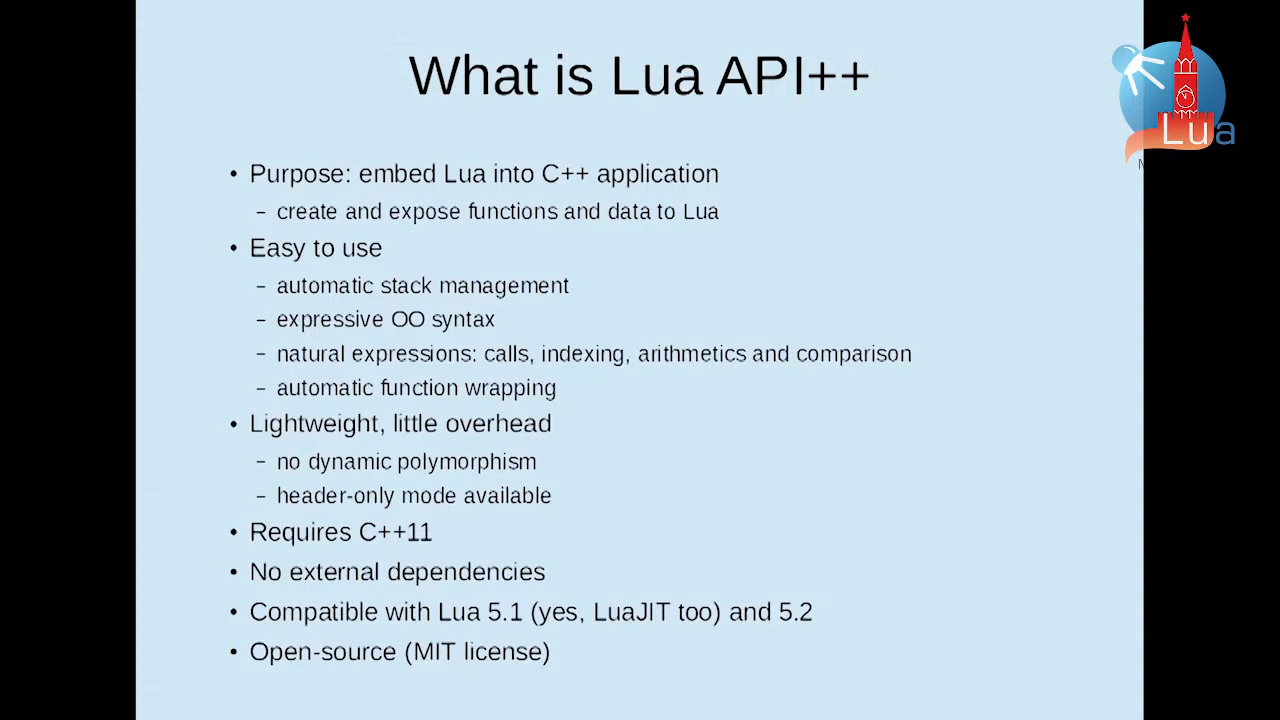 What is Lua API++
Lua
• Purpose: embed Lua into C++ application
– create and expose functions and data to Lua
• Easy to use
– automatic stack management
– expressive OO syntax
– natural expressions: calls, indexing, arithmetics and comparison
– automatic function wrapping
• Lightweight, little overhead
– no dynamic polymorphism
– header-only mode available
• Requires C++11
• No external dependencies
• Compatible with Lua 5.1 (yes, LuaJIT too) and 5.2
• Open-source (MIT license)